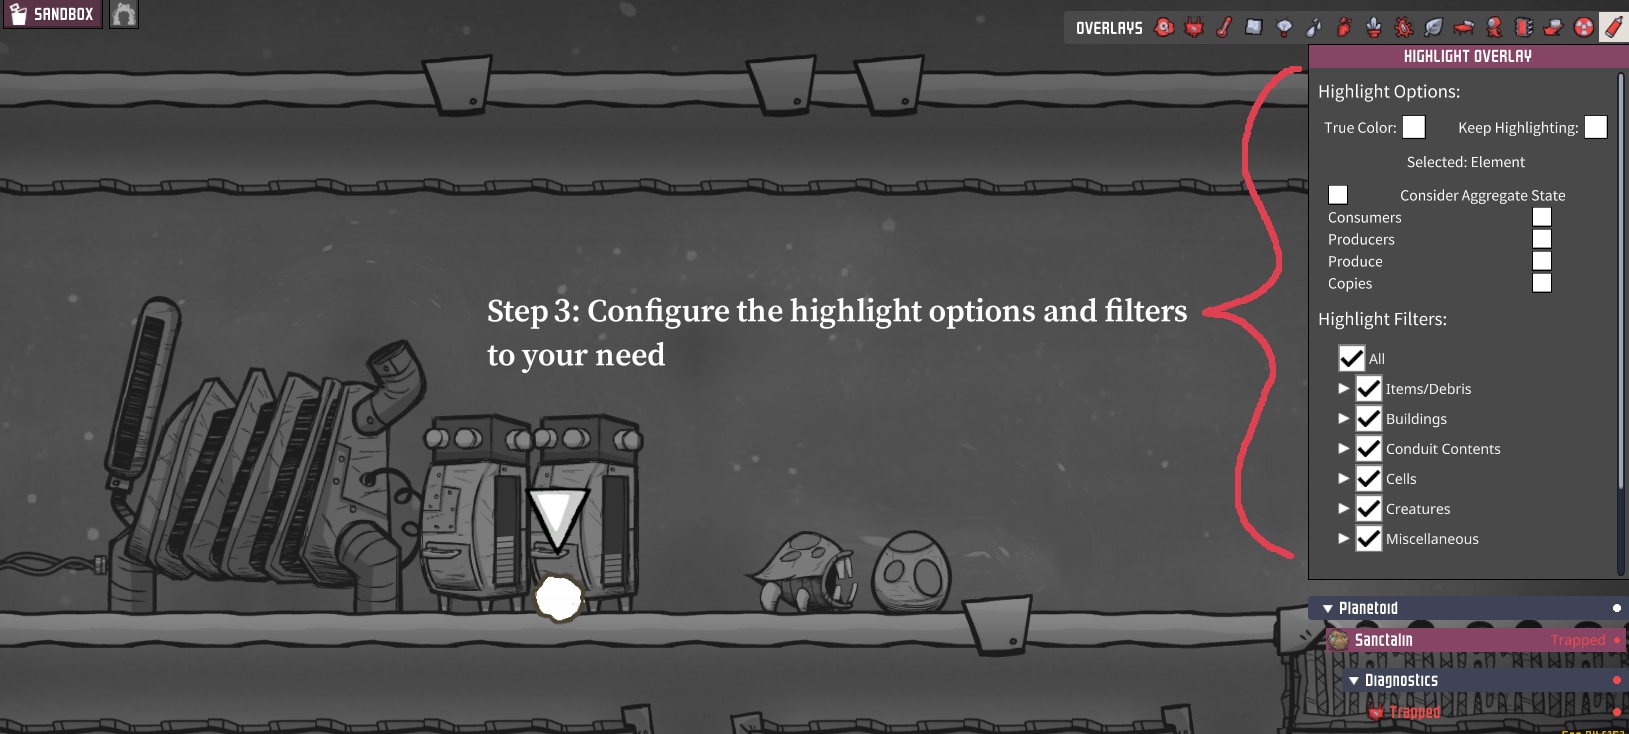 SANDBOX
OVERLAYS
HIGHLIGHT OVERLAY
Highlight Options:
True Color: Keep Highlighting:
Selected: Element
Consider Aggregate State
Consumers
Producers
Produce
Copies
Step 3: Configure the highlight options and filters
to your need
Highlight Filters:
All
Items/Debris
Buildings
Conduit Contents
Cells
Creatures
Miscellaneous
Planetoid
Sanctalin Trapped
Diagnostics
Trapped